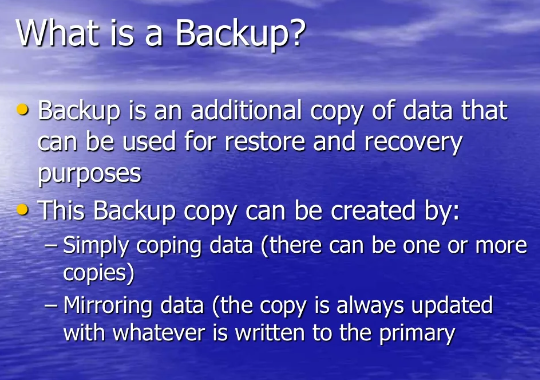 What is a Backup?
• Backup is an additional copy of data that
can be used for restore and recovery
purposes
• This Backup copy can be created by:
– Simply coping data (there can be one or more
copies)
– Mirroring data (the copy is always updated
with whatever is written to the primary